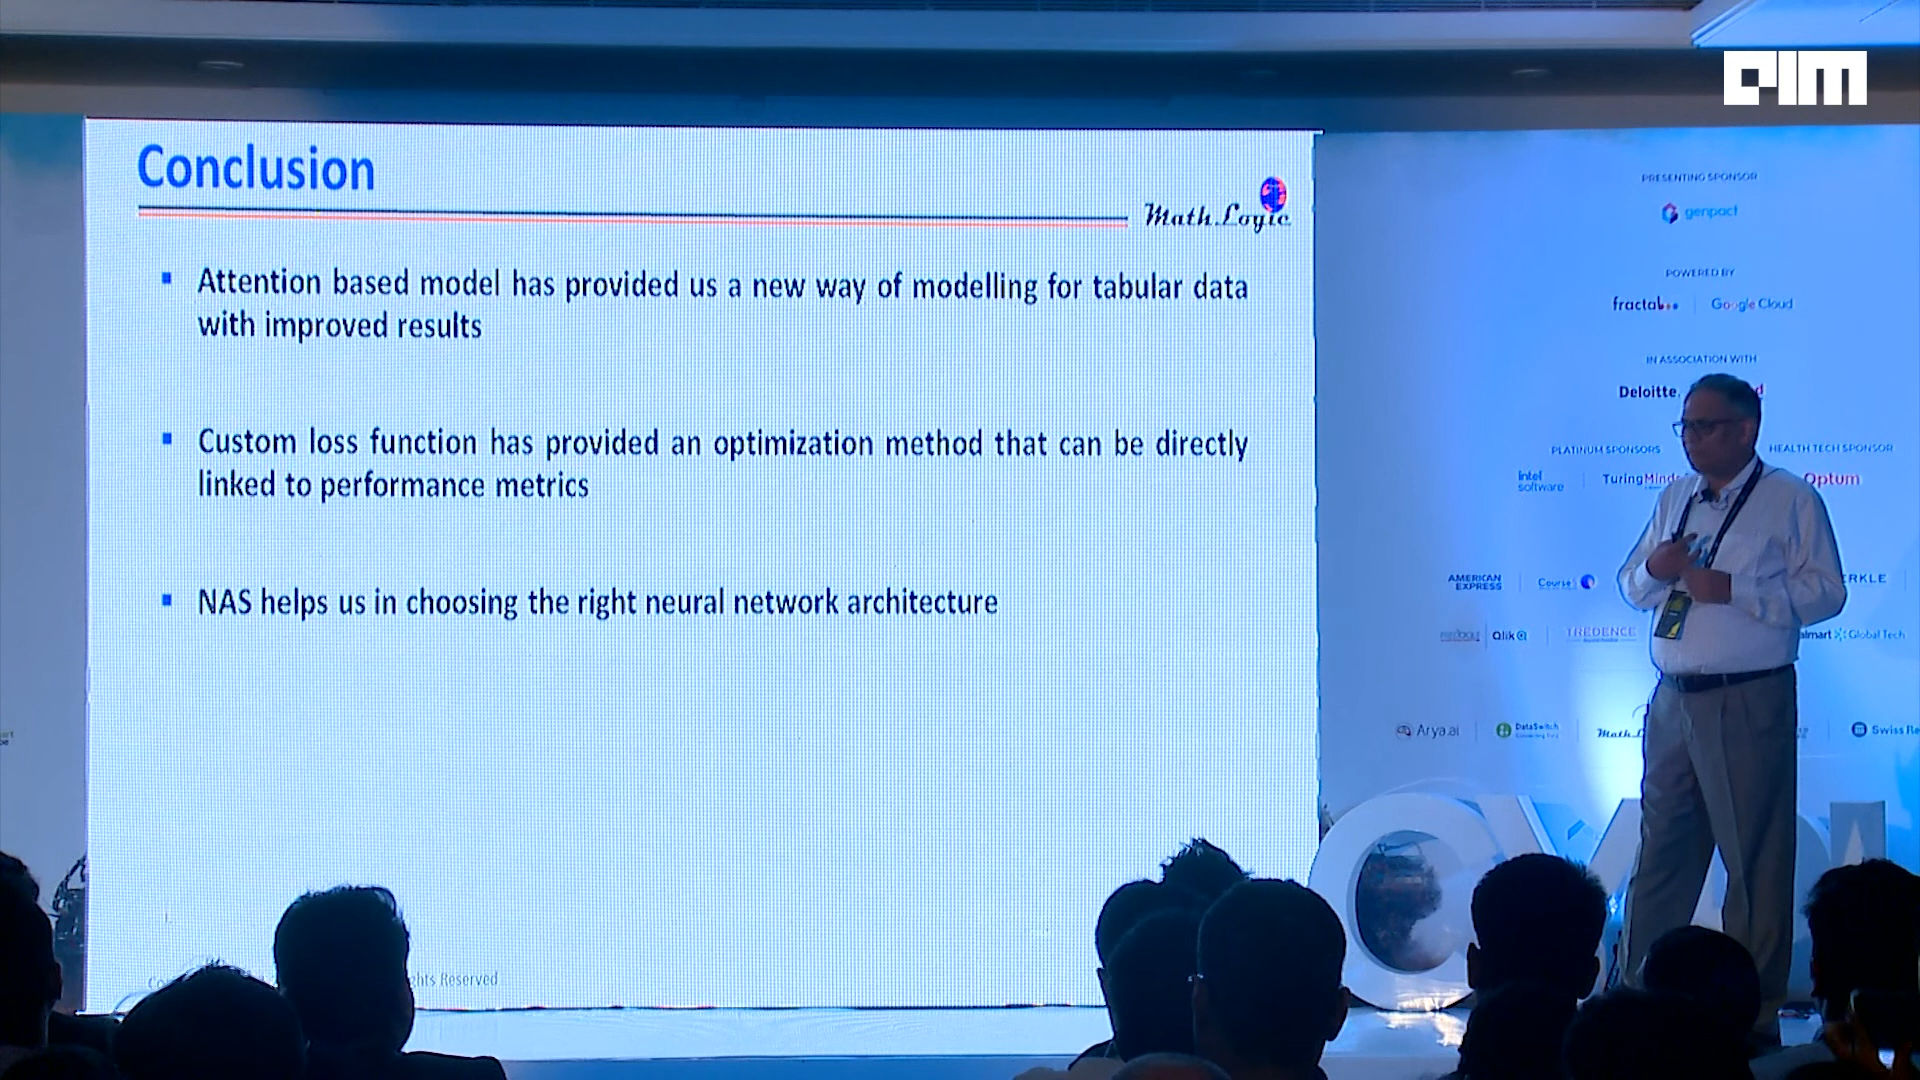 AIM
Conclusion
Math.Logic
▪ Attention based model has provided us a new way of modelling for tabular data
with improved results
▪ Custom loss function has provided an optimization method that can be directly
linked to performance metrics
▪ NAS helps us in choosing the right neural network architecture
Reserved
PRESENTING SPONSOR
genpact
POWERED BY
fractal
Google Cloud
IN ASSOCIATION WITH
Deloitte.
PLATINUM SPONSORS
HEALTH TECH SPONSOR
intel
software
Optum
AMERICAN
EXPRESS
Qlik
TREDENCE
Global Tech
Arya.ai
DataSwitch